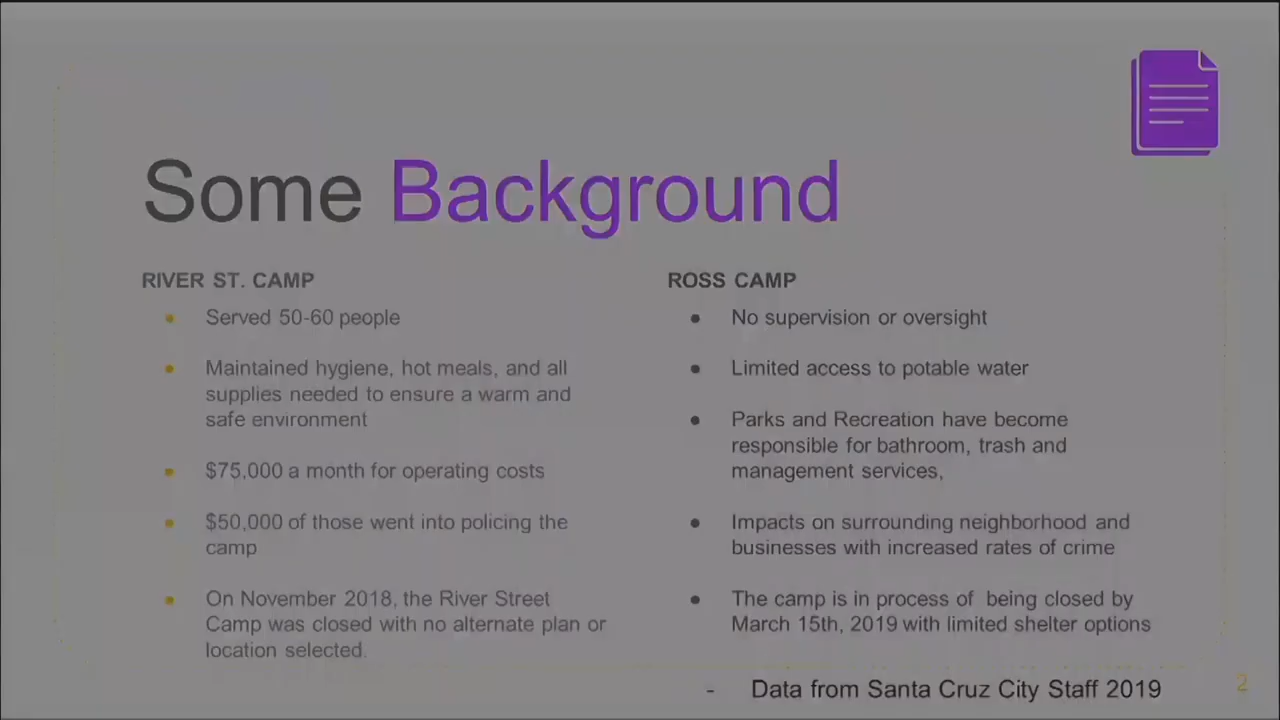 Some Background
RIVER ST. CAMP
● Served 50-60 people
● Maintained hygiene, hot meals, and all
supplies needed to ensure a warm and
safe environment
● $75,000 a month for operating costs
● $50,000 of those went into policing the
camp
● On November 2018, the River Street
Camp was closed with no alternate plan or
location selected.
ROSS CAMP
● No supervision or oversight
● Limited access to potable water
● Parks and Recreation have become
responsible for bathroom, trash and
management services,
● Impacts on surrounding neighborhood and
businesses with increased rates of crime
● The camp is in process of being closed by
March 15th, 2019 with limited shelter options
- Data from Santa Cruz City Staff 2019
2